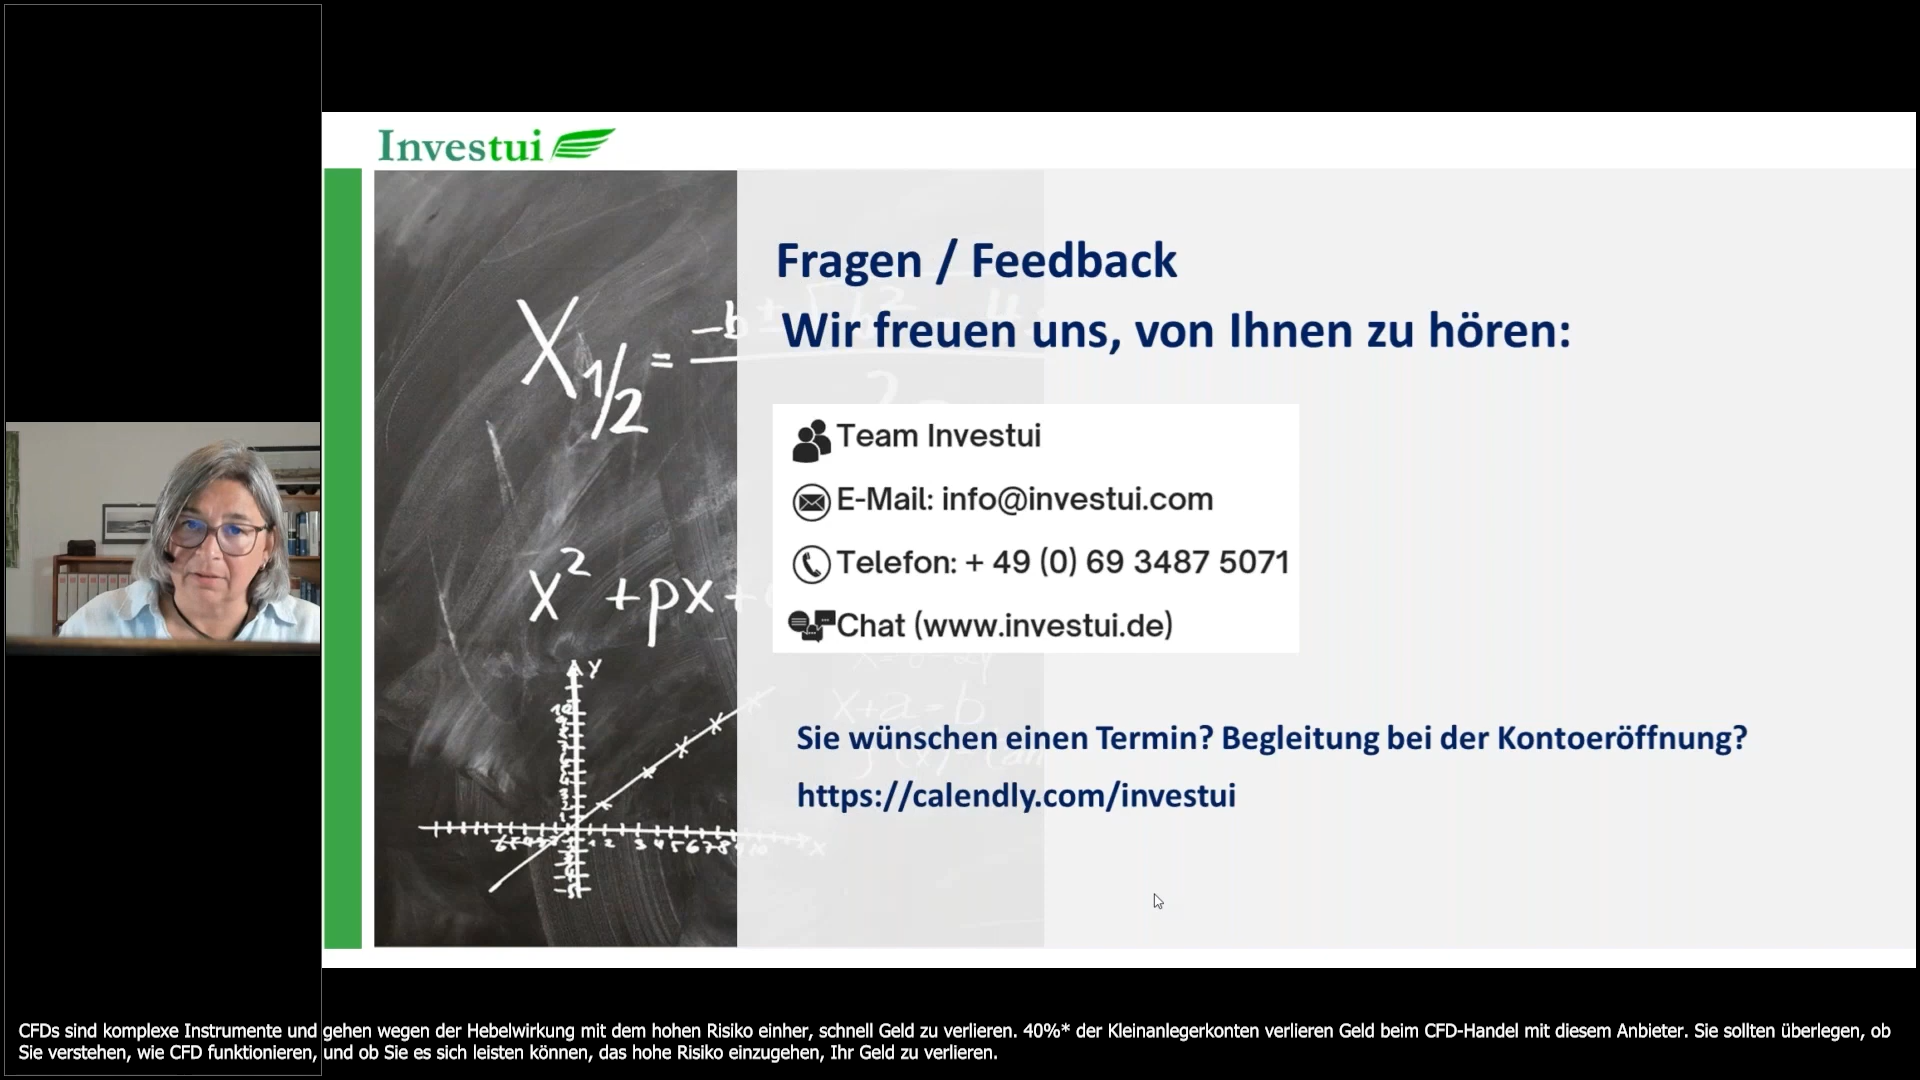 Investui
Fragen / Feedback
Wir freuen uns, von Ihnen zu hören:
Team Investui
E-Mail: info@investui.com
Telefon: + 49 (0) 69 3487 5071
Chat (www.investui.de)
Sie wünschen einen Termin? Begleitung bei der Kontoeröffnung?
https://calendly.com/investui
X 1/2 = -b ± √b² - 4
2
x² + px +
y
x
x+a=b
CFDs sind komplexe Instrumente und gehen wegen der Hebelwirkung mit dem hohen Risiko einher, schnell Geld zu verlieren. 40%* der Kleinanlegerkonten verlieren Geld beim CFD-Handel mit diesem Anbieter. Sie sollten überlegen, ob
Sie verstehen, wie CFD funktionieren, und ob Sie es sich leisten können, das hohe Risiko einzugehen, Ihr Geld zu verlieren.